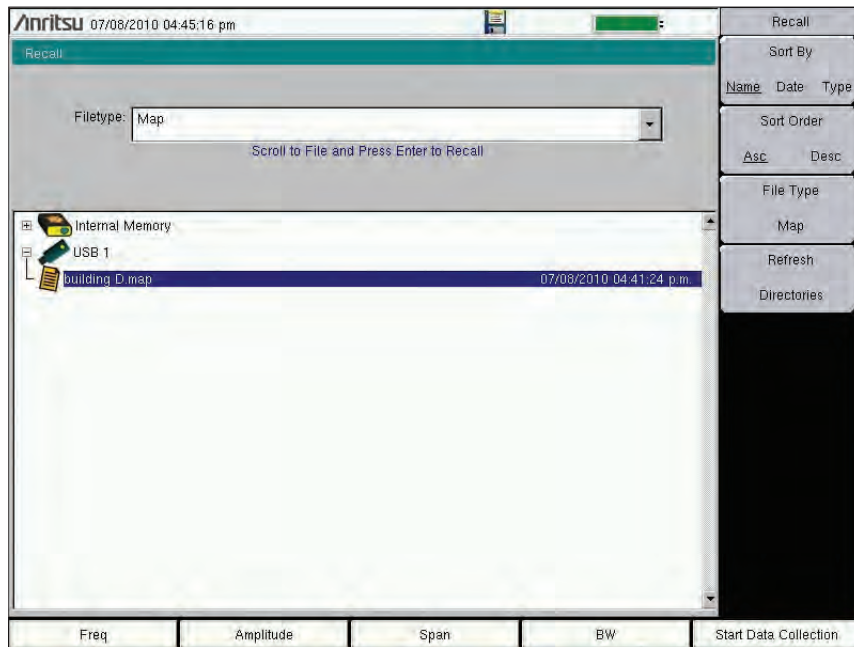 Anritsu 07/08/2010 04:45:16 pm
Recall
Filetype: Map
Scroll to File and Press Enter to Recall
Internal Memory
USB 1
building D.map 07/08/2010 04:41:24 p.m.
Recall
Sort By
Name Date Type
Sort Order
Asc Desc
File Type
Map
Refresh
Directories
Freq Amplitude Span BW Start Data Collection